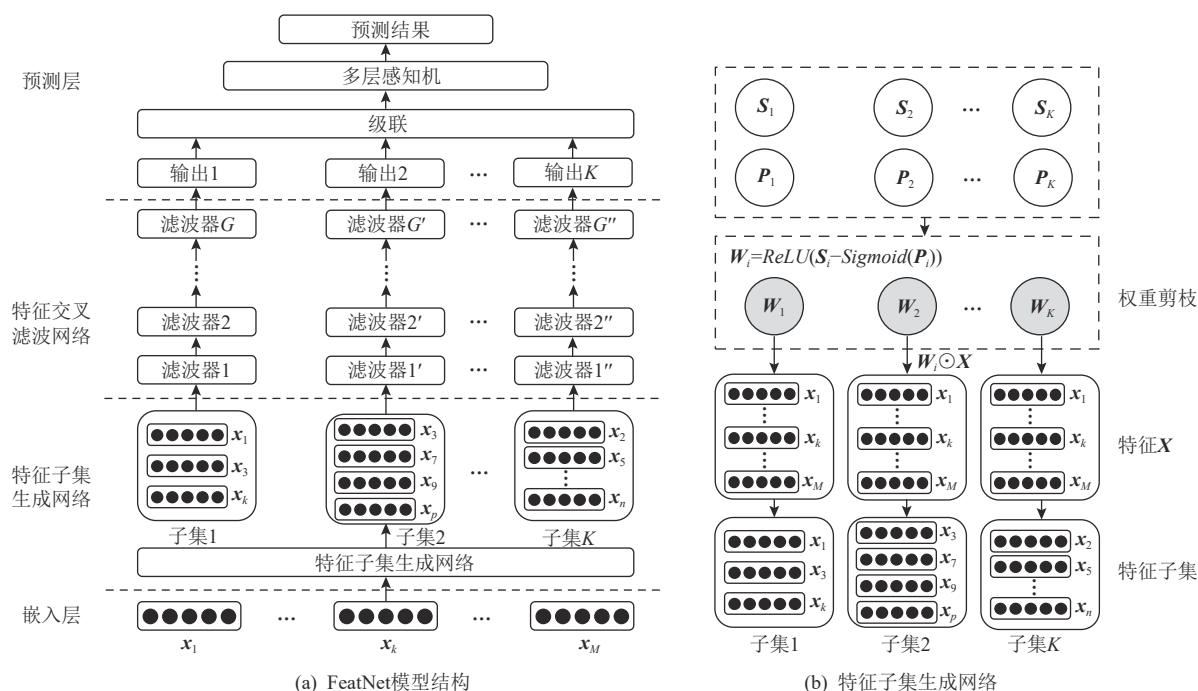 预测结果
预测层
多层感知机
级联
输出1 输出2 … 输出K
滤波器G 滤波器G′ … 滤波器G″
特征交叉
滤波网络
滤波器2 滤波器2′ … 滤波器2″
滤波器1 滤波器1′ … 滤波器1″
特征子集
生成网络
x1
x3
xk
子集1
x3
x7
x9
xp
子集2
…
x2
x5
xn
子集K
特征子集生成网络
嵌入层
… …
x1 xk xM
(a) FeatNet模型结构
S1 S2 … SK
P1 P2 … PK
Wi=ReLU(Si−Sigmoid(Pi))
W1 W2 … WK
权重剪枝
Wi⊙X
x1 x1 x1
xk xk xk
xM xM xM
特征X
x1
x3
xk
子集1
x3
x7
x9
xp
子集2
x2
x5
xn
子集K
特征子集
(b) 特征子集生成网络